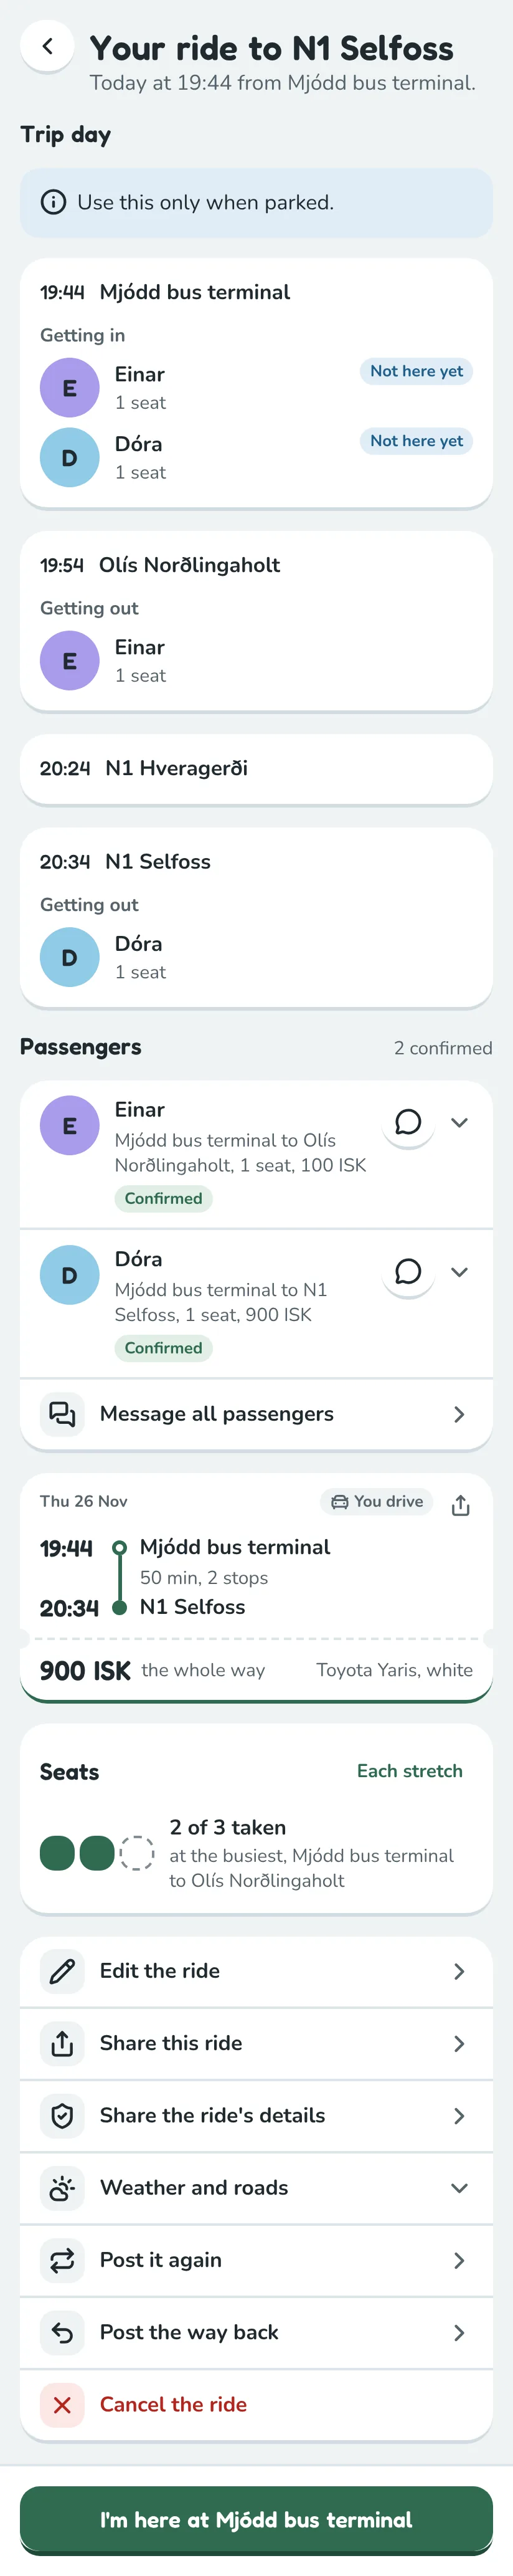 Your ride to N1 Selfoss
Today at 19:44 from Mjódd bus terminal.
Trip day
Use this only when parked.
19:44 Mjódd bus terminal
Getting in
E
Einar
1 seat
Not here yet
D
Dóra
1 seat
Not here yet
19:54 Olís Norðlingaholt
Getting out
E
Einar
1 seat
20:24 N1 Hveragerði
20:34 N1 Selfoss
Getting out
D
Dóra
1 seat
Passengers
2 confirmed
E
Einar
Mjódd bus terminal to Olís
Norðlingaholt, 1 seat, 100 ISK
Confirmed
D
Dóra
Mjódd bus terminal to N1
Selfoss, 1 seat, 900 ISK
Confirmed
Message all passengers
Thu 26 Nov
You drive
19:44 Mjódd bus terminal
50 min, 2 stops
20:34 N1 Selfoss
900 ISK the whole way
Toyota Yaris, white
Seats
Each stretch
2 of 3 taken
at the busiest, Mjódd bus terminal
to Olís Norðlingaholt
Edit the ride
Share this ride
Share the ride's details
Weather and roads
Post it again
Post the way back
Cancel the ride
I'm here at Mjódd bus terminal